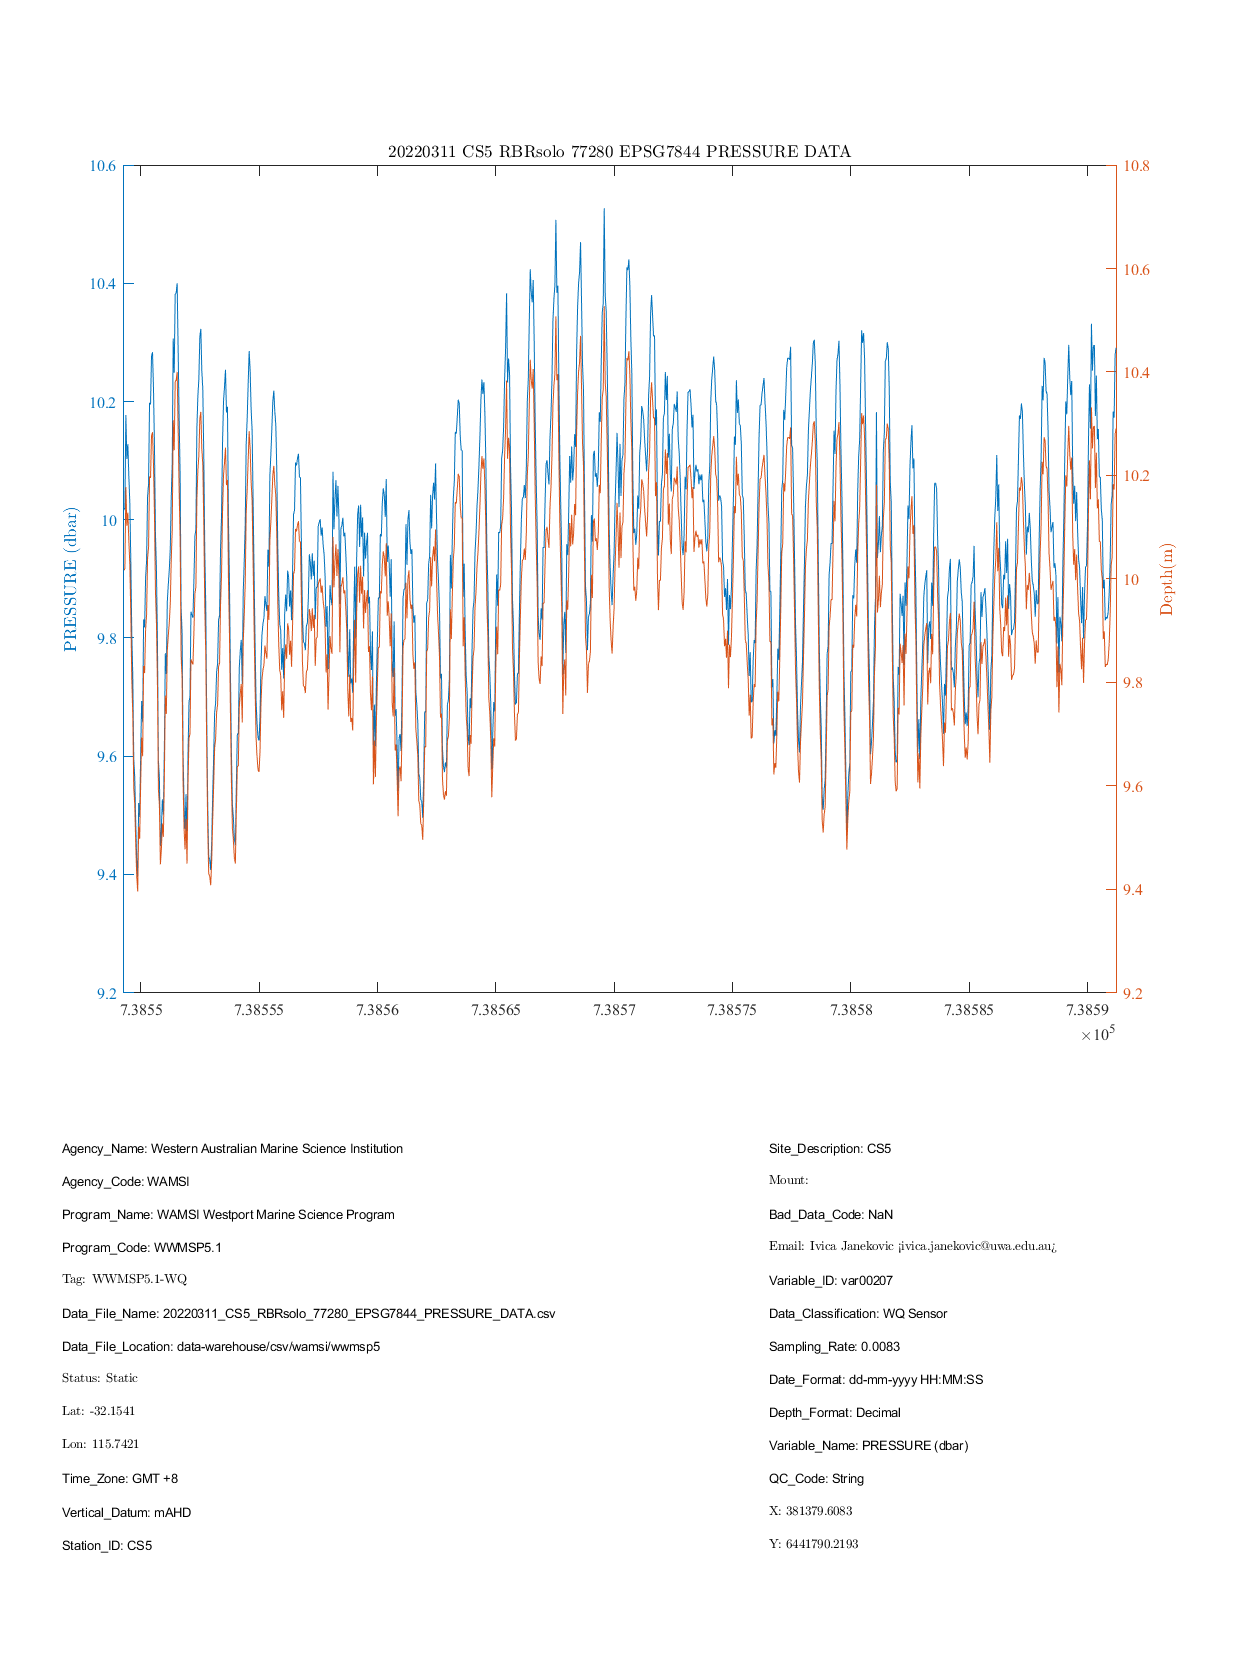 20220311 CS5 RBRsolo 77280 EPSG7844 PRESSURE DATA
10.6
10.4
10.2
10
9.8
9.6
9.4
9.2
PRESSURE (dbar)
10.8
10.6
10.4
10.2
10
9.8
9.6
9.4
9.2
Depth(m)
7.3855 7.38555 7.3856 7.38565 7.3857 7.38575 7.3858 7.38585 7.3859
×10^5
Agency_Name: Western Australian Marine Science Institution
Agency_Code: WAMSI
Program_Name: WAMSI Westport Marine Science Program
Program_Code: WWMSP5.1
Tag: WWMSP5.1-WQ
Data_File_Name: 20220311_CS5_RBRsolo_77280_EPSG7844_PRESSURE_DATA.csv
Data_File_Location: data-warehouse/csv/wamsi/wwmsp5
Status: Static
Lat: -32.1541
Lon: 115.7421
Time_Zone: GMT +8
Vertical_Datum: mAHD
Station_ID: CS5
Site_Description: CS5
Mount:
Bad_Data_Code: NaN
Email: Ivica Janekovic ¡ivica.janekovic@uwa.edu.au¿
Variable_ID: var00207
Data_Classification: WQ Sensor
Sampling_Rate: 0.0083
Date_Format: dd-mm-yyyy HH:MM:SS
Depth_Format: Decimal
Variable_Name: PRESSURE (dbar)
QC_Code: String
X: 381379.6083
Y: 6441790.2193